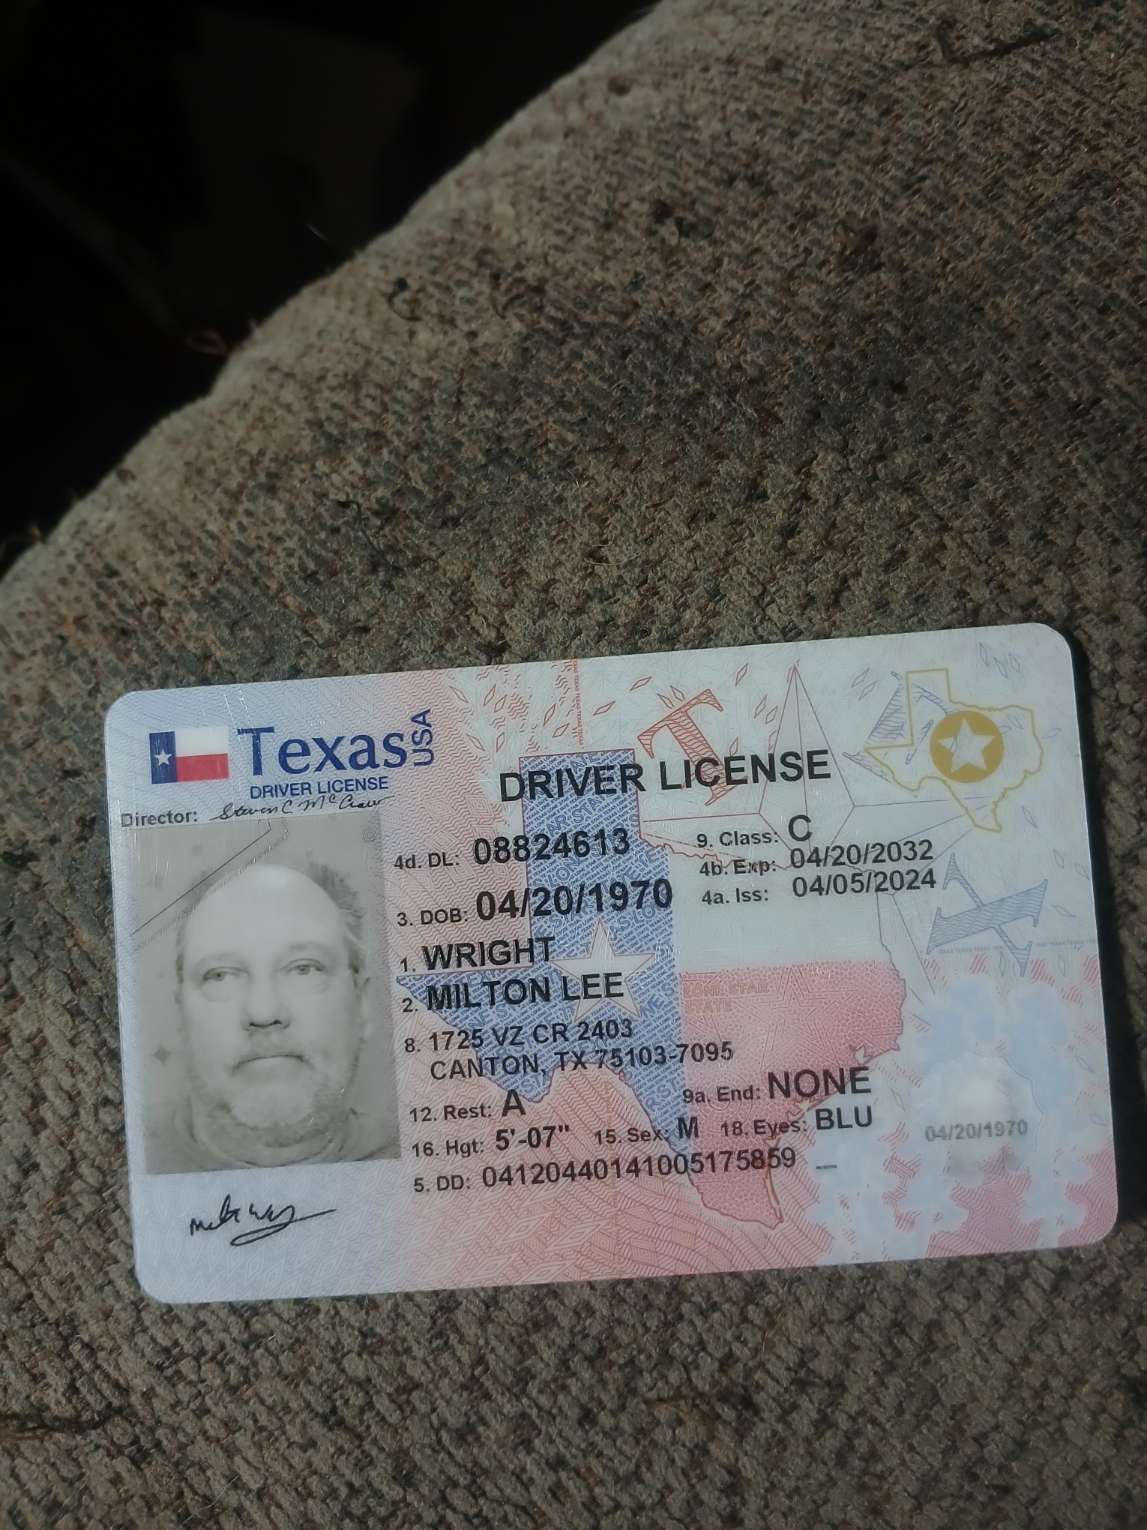 Texas USA
DRIVER LICENSE
DRIVER LICENSE
Director: Steven C McCraw
4d. DL: 08824613
9. Class: C
4b. Exp: 04/20/2032
3. DOB: 04/20/1970
4a. Iss: 04/05/2024
1. WRIGHT
2. MILTON LEE
8. 1725 VZ CR 2403
CANTON, TX 75103-7095
12. Rest: A
9a. End: NONE
16. Hgt: 5'-07" 15. Sex: M 18. Eyes: BLU
04/20/1970
5. DD: 04120440141005175859